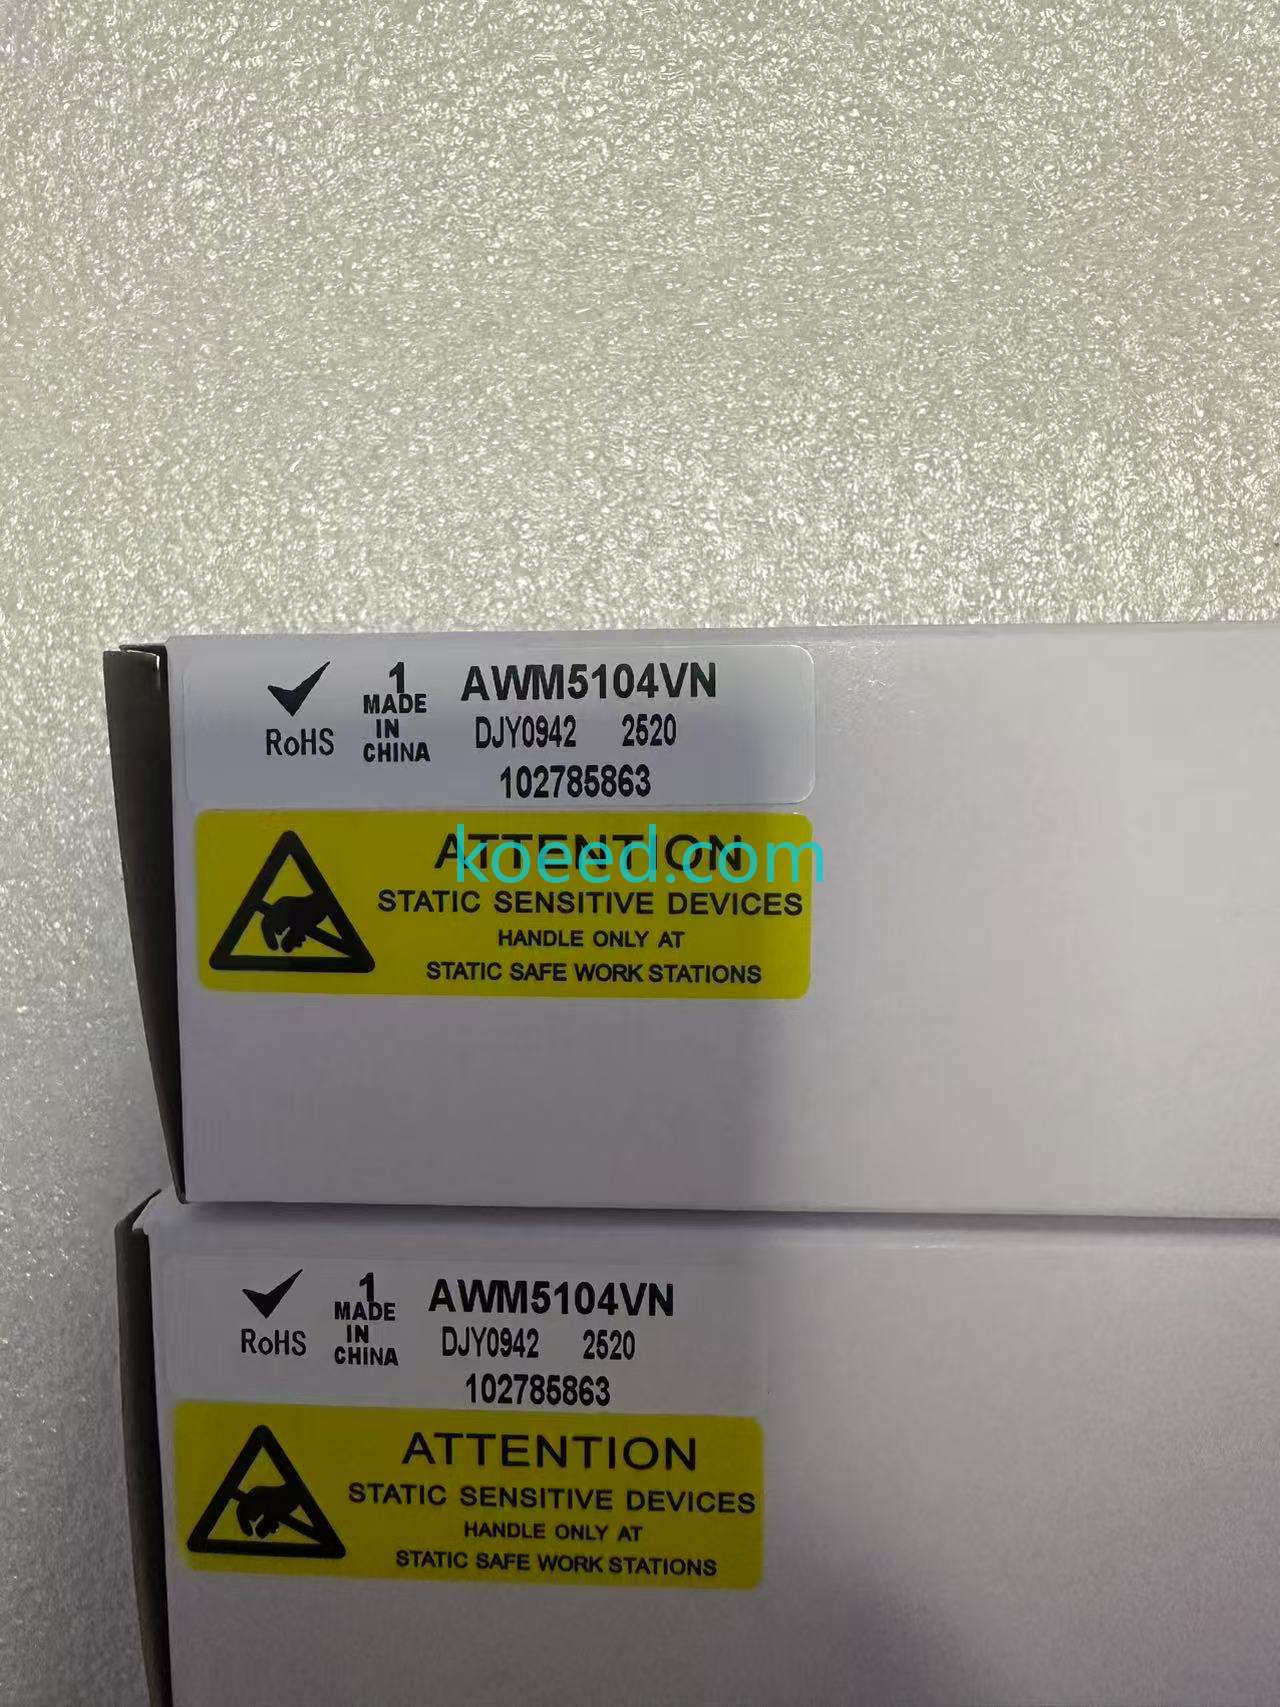 1
MADE
IN
CHINA
RoHS
AWM5104VN
DJY0942 2520
102785863
ATTENTION
koeed.com
STATIC SENSITIVE DEVICES
HANDLE ONLY AT
STATIC SAFE WORK STATIONS
1
MADE
IN
CHINA
RoHS
AWM5104VN
DJY0942 2520
102785863
ATTENTION
STATIC SENSITIVE DEVICES
HANDLE ONLY AT
STATIC SAFE WORK STATIONS